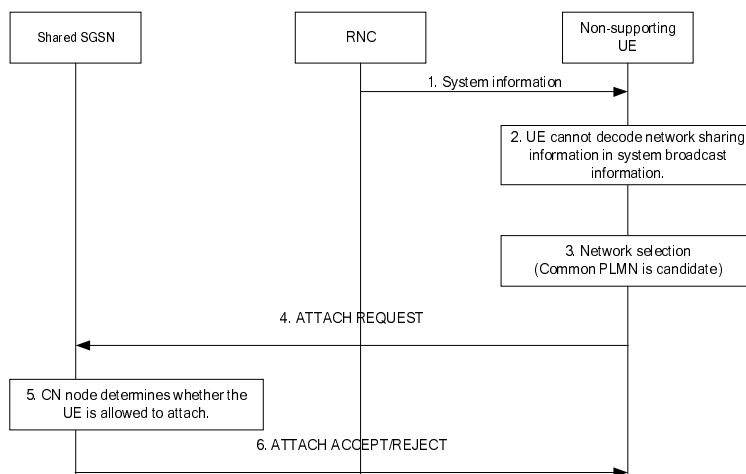 Shared SGSN
RNC
Non-supporting
UE
1. System information
2. UE cannot decode network sharing
information in system broadcast
information.
3. Network selection
(Common PLMN is candidate)
4. ATTACH REQUEST
5. CN node determines whether the
UE is allowed to attach.
6. ATTACH ACCEPT/REJECT